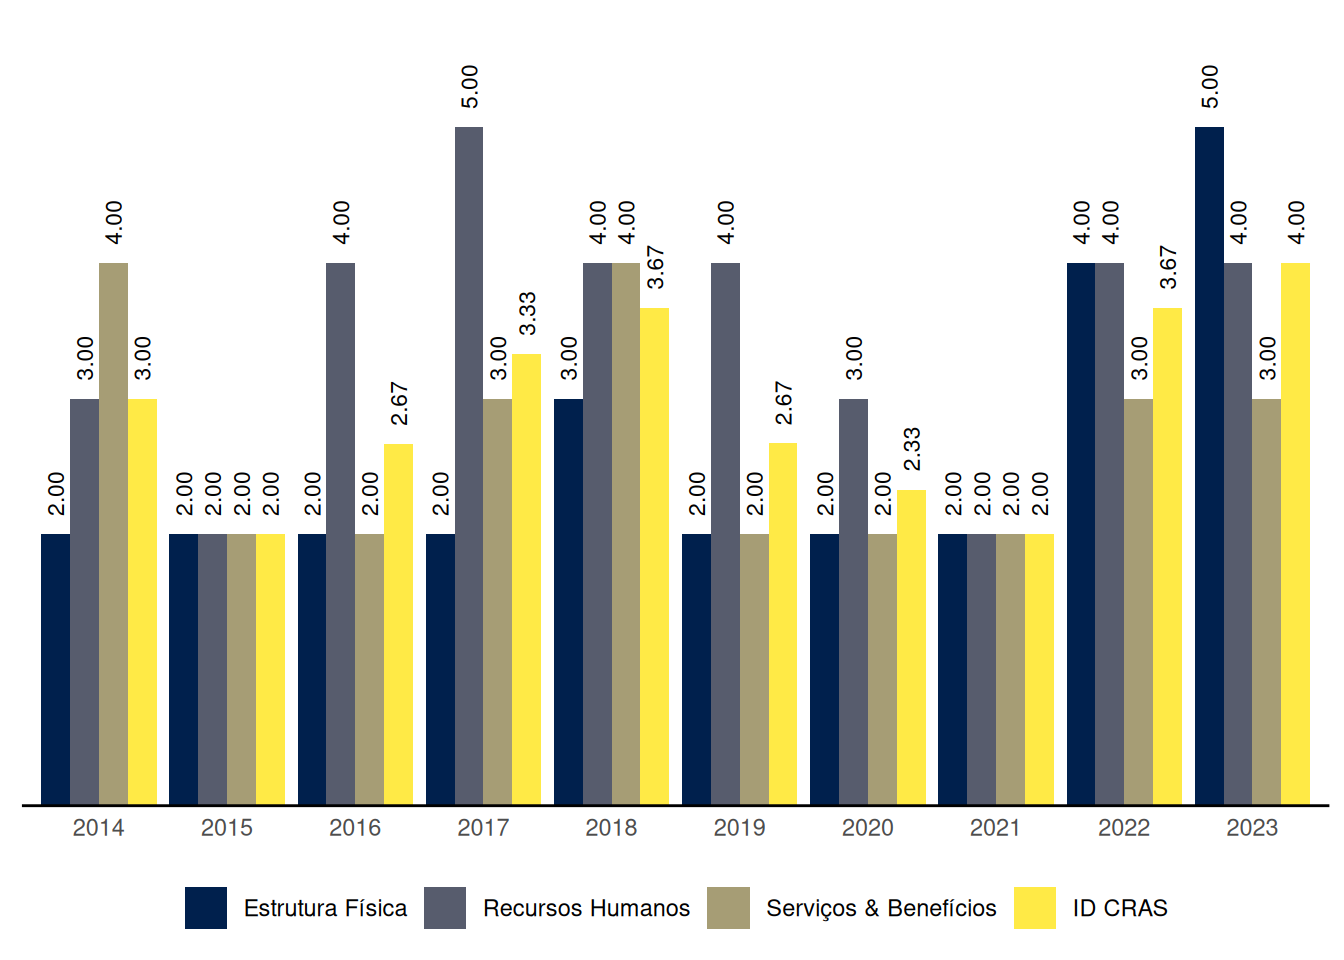 2.00 3.00 4.00 3.00
2.00 2.00 2.00 2.00
2.00 4.00 2.00 2.67
2.00 5.00 3.00 3.33
3.00 4.00 4.00 3.67
2.00 4.00 2.00 2.67
2.00 3.00 2.00 2.33
2.00 2.00 2.00 2.00
4.00 4.00 3.00 3.67
5.00 4.00 3.00 4.00
2014 2015 2016 2017 2018 2019 2020 2021 2022 2023
Estrutura Física Recursos Humanos Serviços & Benefícios ID CRAS